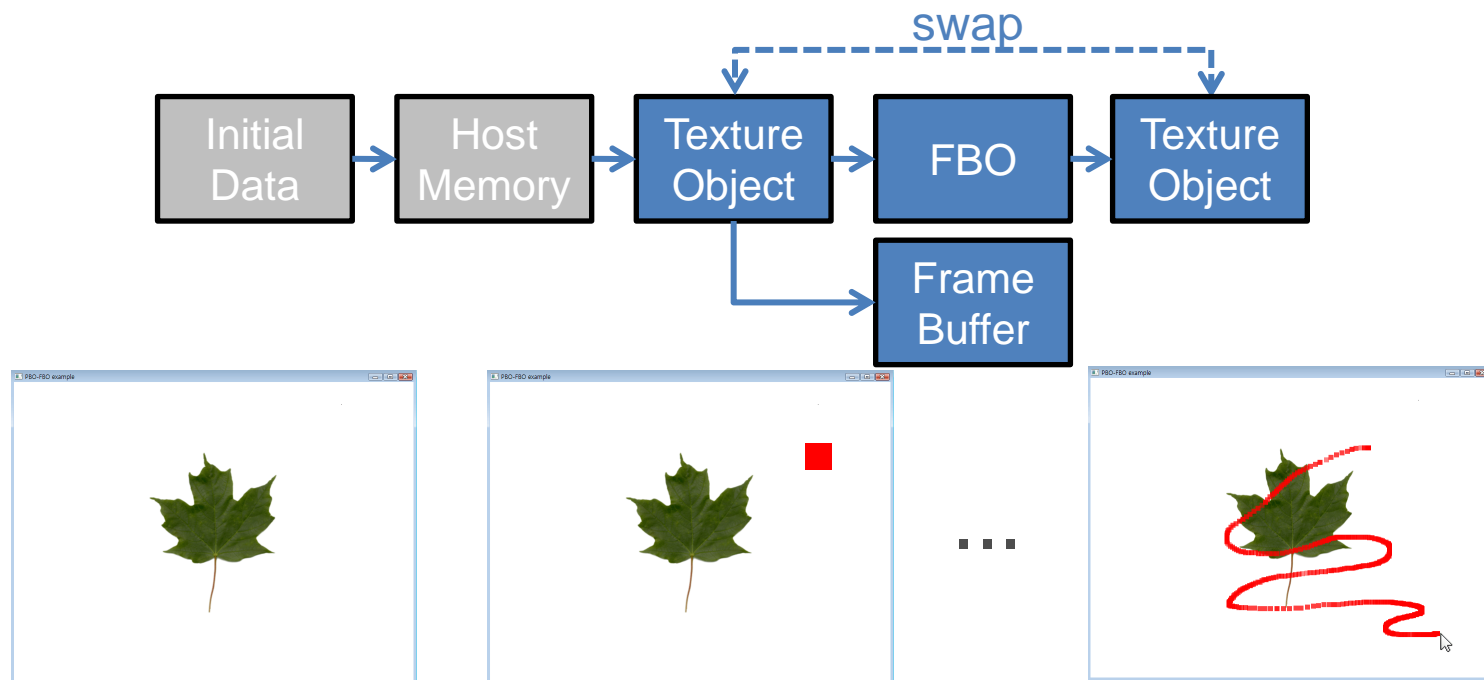 swap
Initial
Data
Host
Memory
Texture
Object
FBO
Texture
Object
Frame
Buffer
PBO-FBO example
PBO-FBO example
...
PBO-FBO example